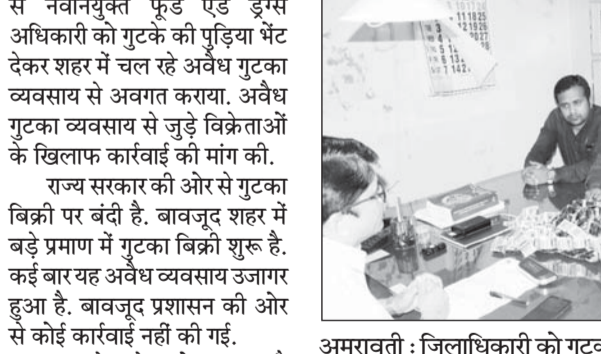 से नवनियुक्त फूड एंड ड्रग्स
अधिकारी को गुटके की पुड़िया भेंट
देकर शहर में चल रहे अवैध गुटका
व्यवसाय से अवगत कराया. अवैध
गुटका व्यवसाय से जुड़े विक्रेताओं
के खिलाफ कार्रवाई की मांग की.
राज्य सरकार की ओर से गुटका
बिक्री पर बंदी है. बावजूद शहर में
बड़े प्रमाण में गुटका बिक्री शुरू है.
कई बार यह अवैध व्यवसाय उजागर
हुआ है. बावजूद प्रशासन की ओर
से कोई कार्रवाई नहीं की गई.
अमरावती : जिलाधिकारी को